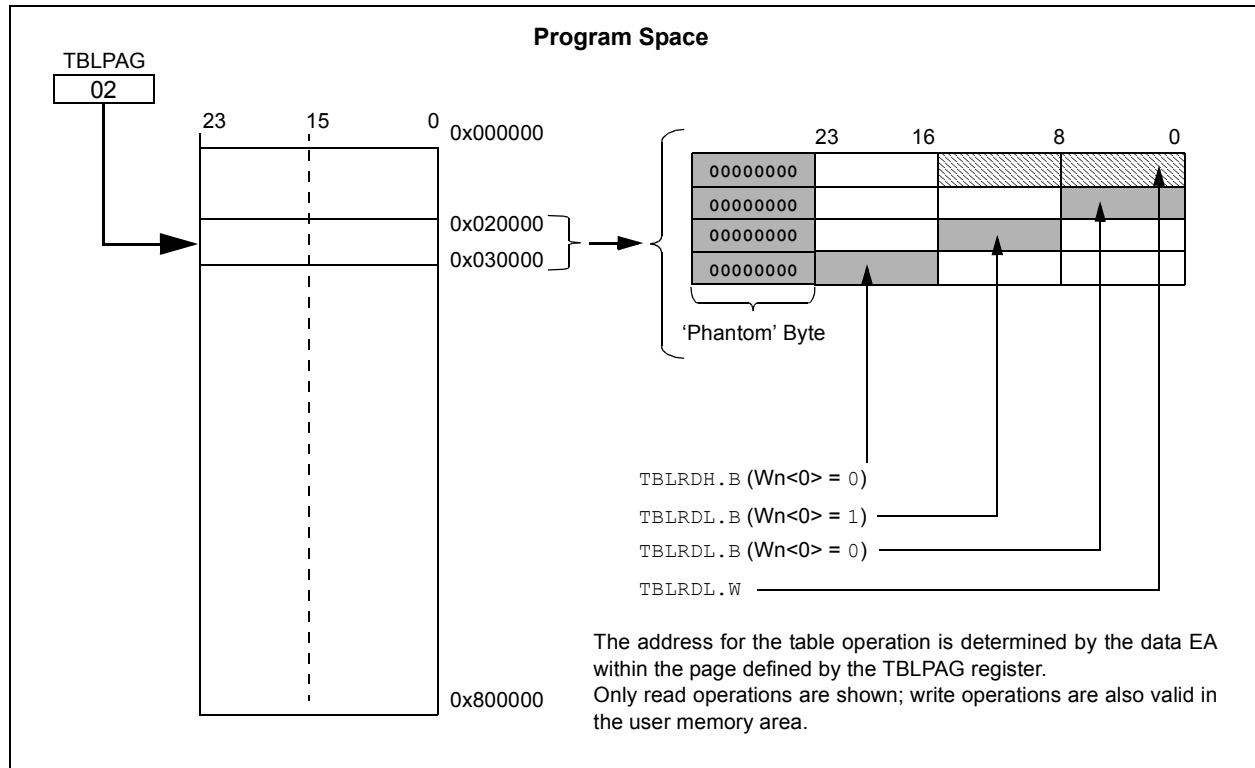 Program Space
TBLPAG
02
23 15 0
0x000000
0x020000
0x030000
0x800000
23 16 8 0
00000000
00000000
00000000
00000000
‘Phantom’ Byte
TBLRDH.B (Wn<0> = 0)
TBLRDL.B (Wn<0> = 1)
TBLRDL.B (Wn<0> = 0)
TBLRDL.W
The address for the table operation is determined by the data EA
within the page defined by the TBLPAG register.
Only read operations are shown; write operations are also valid in
the user memory area.